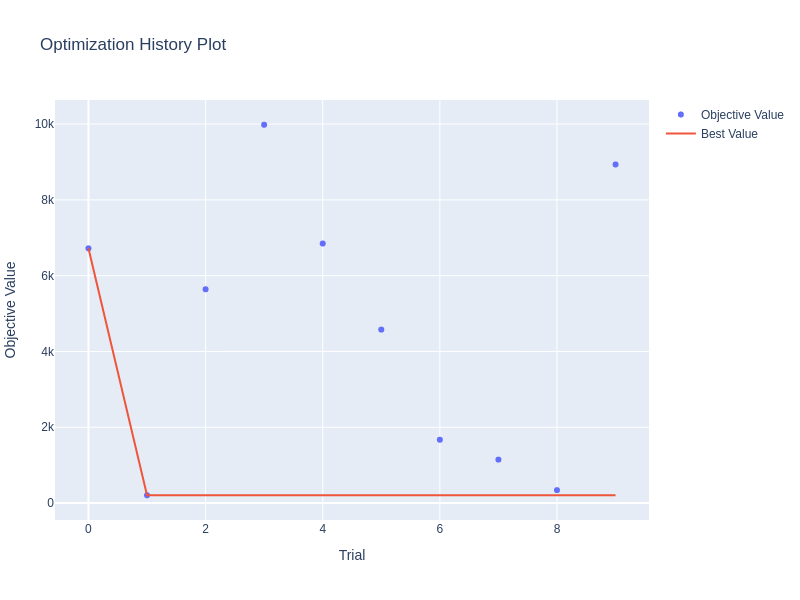 Optimization History Plot
Objective Value
Best Value
10k
8k
6k
4k
2k
0
Objective Value
0 2 4 6 8
Trial